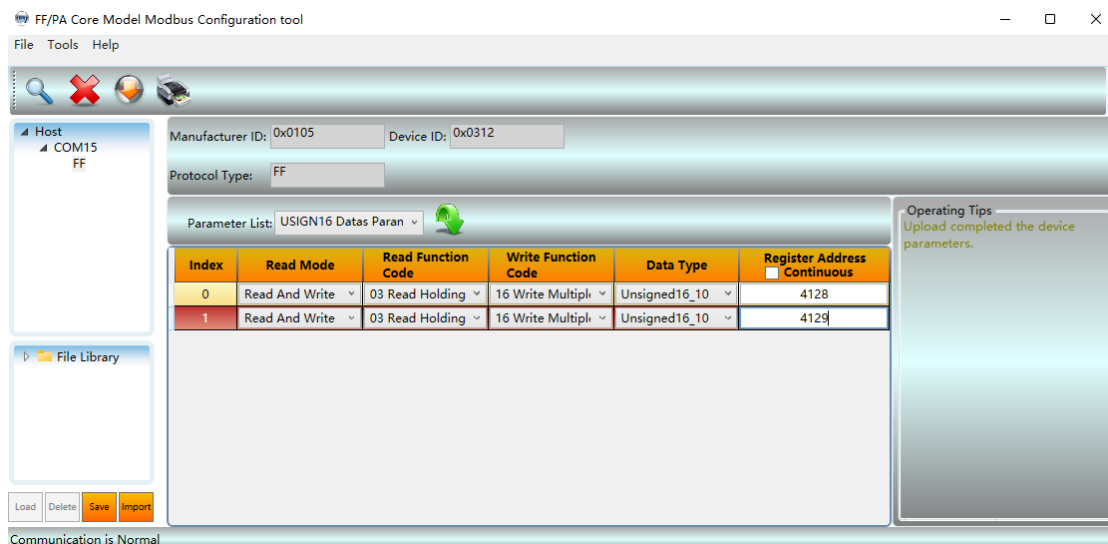 FF/PA Core Model Modbus Configuration tool
File Tools Help
Host
COM15
FF
Manufacturer ID: 0x0105 Device ID: 0x0312
Protocol Type: FF
Parameter List: USIGN16 Datas Paran
Index Read Mode Read Function Code Write Function Code Data Type Register Address Continuous
0 Read And Write 03 Read Holding 16 Write Multipl Unsigned16_10 4128
1 Read And Write 03 Read Holding 16 Write Multipl Unsigned16_10 4129
Operating Tips
Upload completed the device
parameters.
File Library
Load Delete Save Import
Communication is Normal